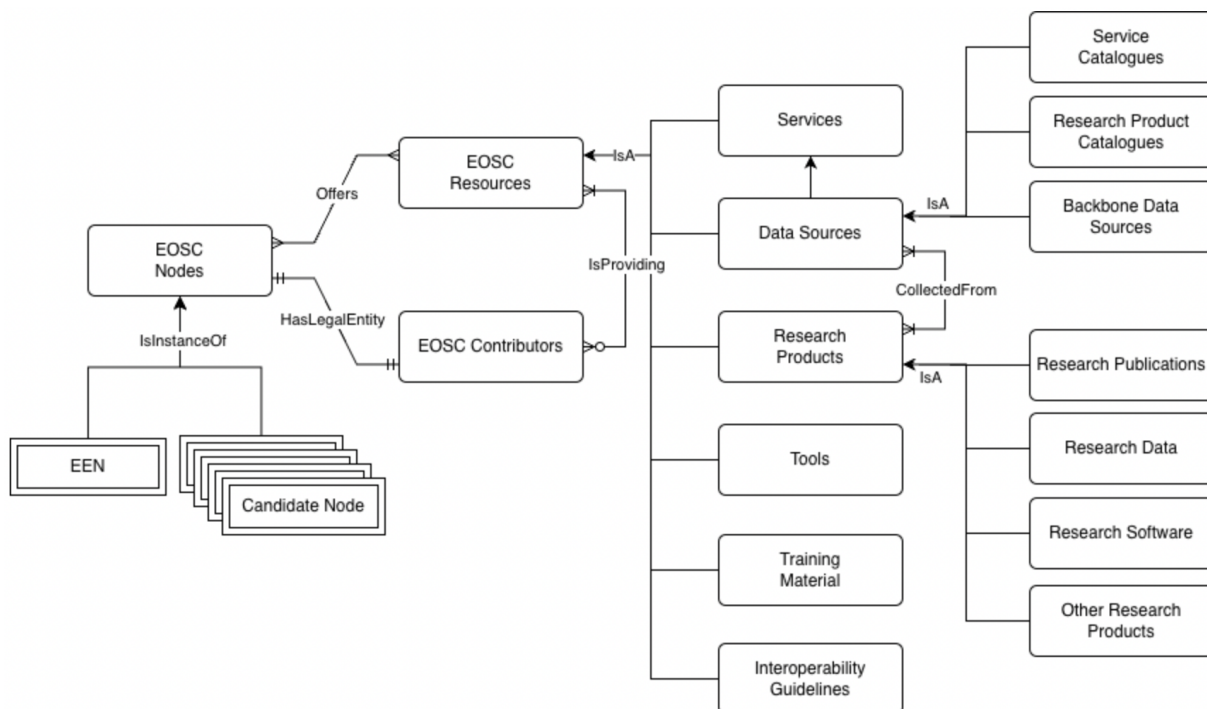 Service
Catalogues
Services
Research Product
Catalogues
EOSC
Resources
IsA
Offers
IsA
Backbone Data
Sources
Data Sources
EOSC
Nodes
IsProviding
CollectedFrom
HasLegalEntity
IsInstanceOf
EOSC Contributors
Research
Products
IsA
Research Publications
EEN
Tools
Research Data
Candidate Node
Research Software
Training
Material
Other Research
Products
Interoperability
Guidelines